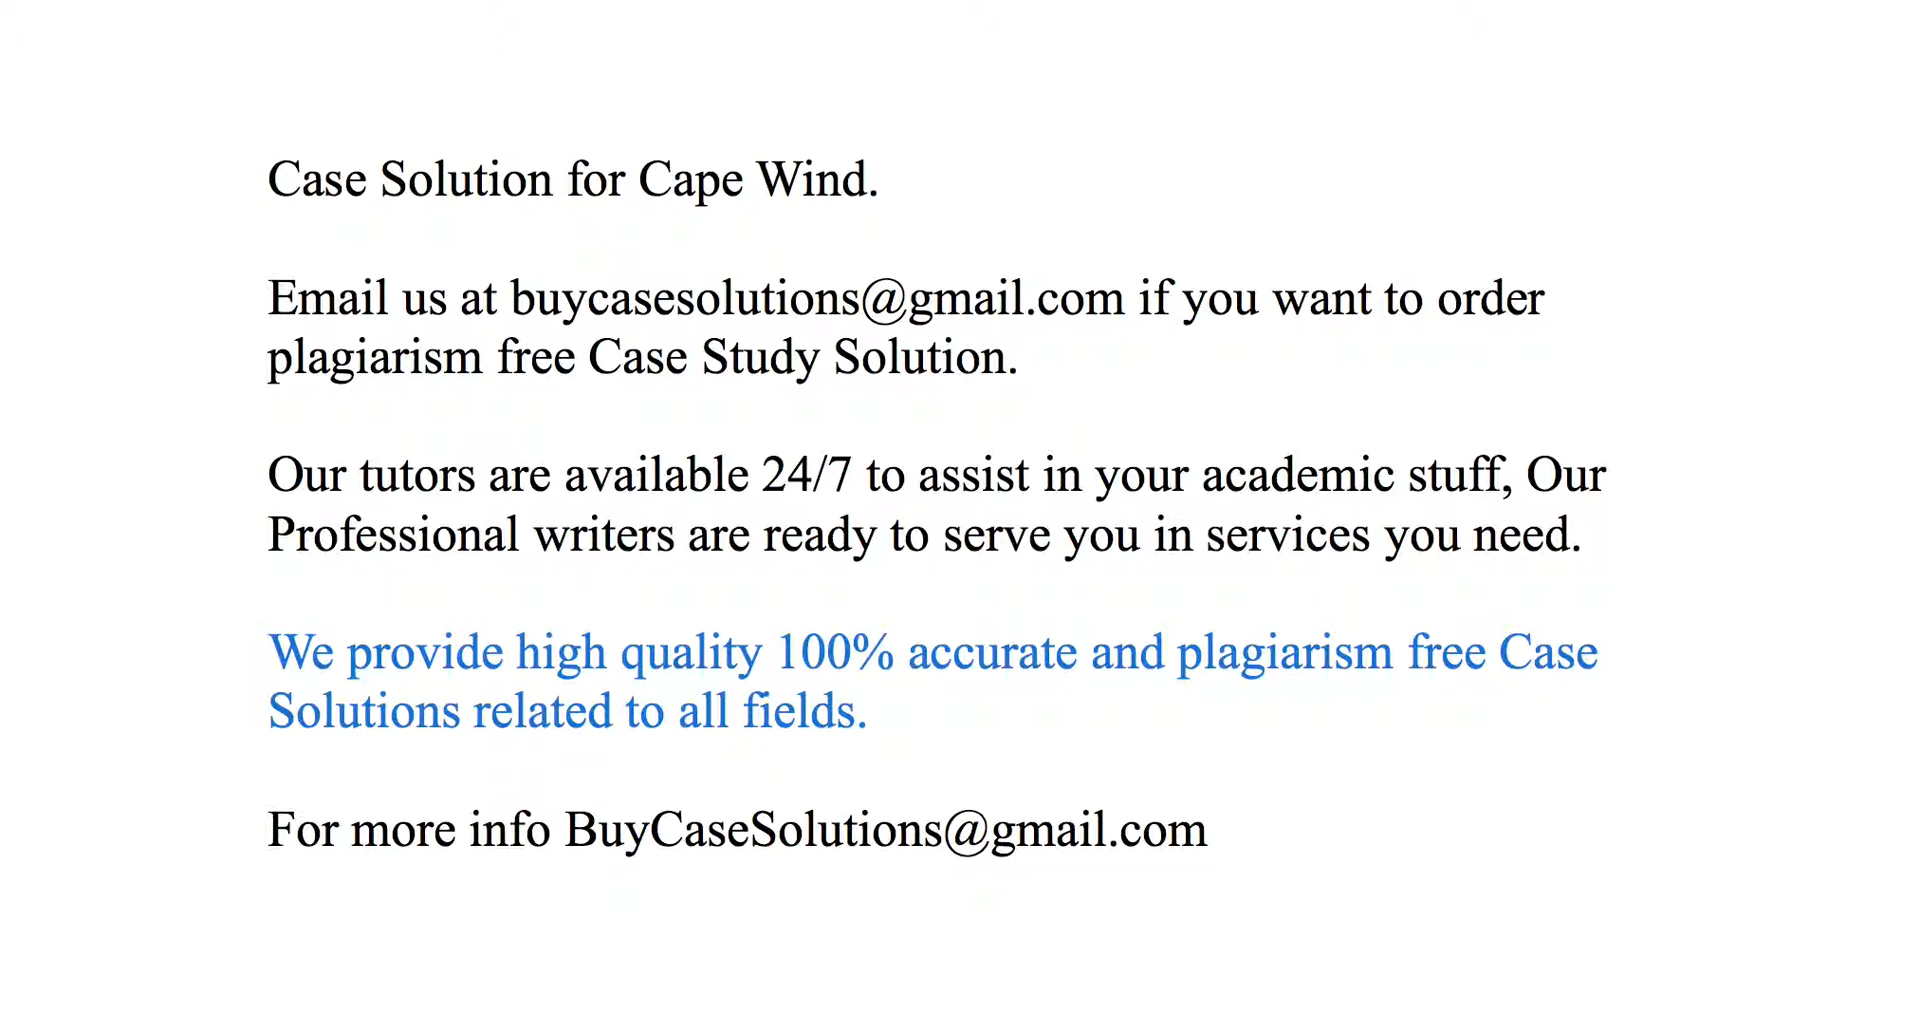 Case Solution for Cape Wind.
Email us at buycasesolutions@gmail.com if you want to order
plagiarism free Case Study Solution.
Our tutors are available 24/7 to assist in your academic stuff, Our
Professional writers are ready to serve you in services you need.
We provide high quality 100% accurate and plagiarism free Case
Solutions related to all fields.
For more info BuyCaseSolutions@gmail.com